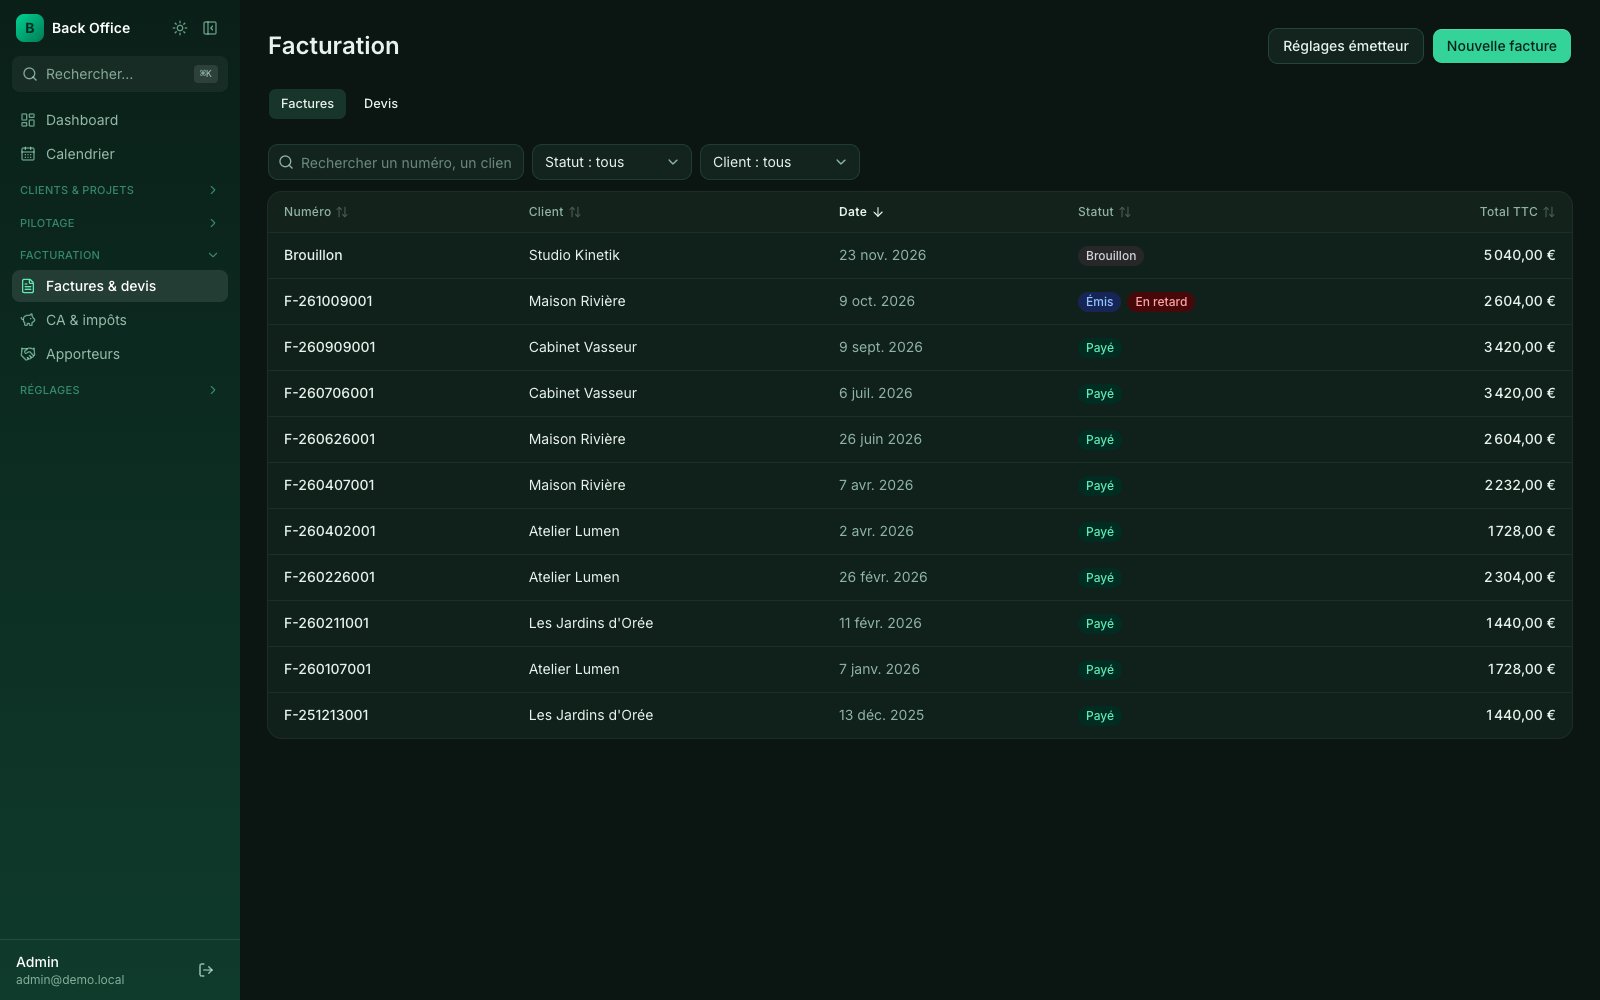 B Back Office
Rechercher... ⌘K
Dashboard
Calendrier
CLIENTS & PROJETS
PILOTAGE
FACTURATION
Factures & devis
CA & impôts
Apporteurs
RÉGLAGES
Admin
admin@demo.local
Facturation
Réglages émetteur
Nouvelle facture
Factures Devis
Rechercher un numéro, un clien
Statut : tous
Client : tous
Numéro Client Date Statut Total TTC
Brouillon Studio Kinetik 23 nov. 2026 Brouillon 5 040,00 €
F-261009001 Maison Rivière 9 oct. 2026 Émis En retard 2 604,00 €
F-260909001 Cabinet Vasseur 9 sept. 2026 Payé 3 420,00 €
F-260706001 Cabinet Vasseur 6 juil. 2026 Payé 3 420,00 €
F-260626001 Maison Rivière 26 juin 2026 Payé 2 604,00 €
F-260407001 Maison Rivière 7 avr. 2026 Payé 2 232,00 €
F-260402001 Atelier Lumen 2 avr. 2026 Payé 1 728,00 €
F-260226001 Atelier Lumen 26 févr. 2026 Payé 2 304,00 €
F-260211001 Les Jardins d'Orée 11 févr. 2026 Payé 1 440,00 €
F-260107001 Atelier Lumen 7 janv. 2026 Payé 1 728,00 €
F-251213001 Les Jardins d'Orée 13 déc. 2025 Payé 1 440,00 €